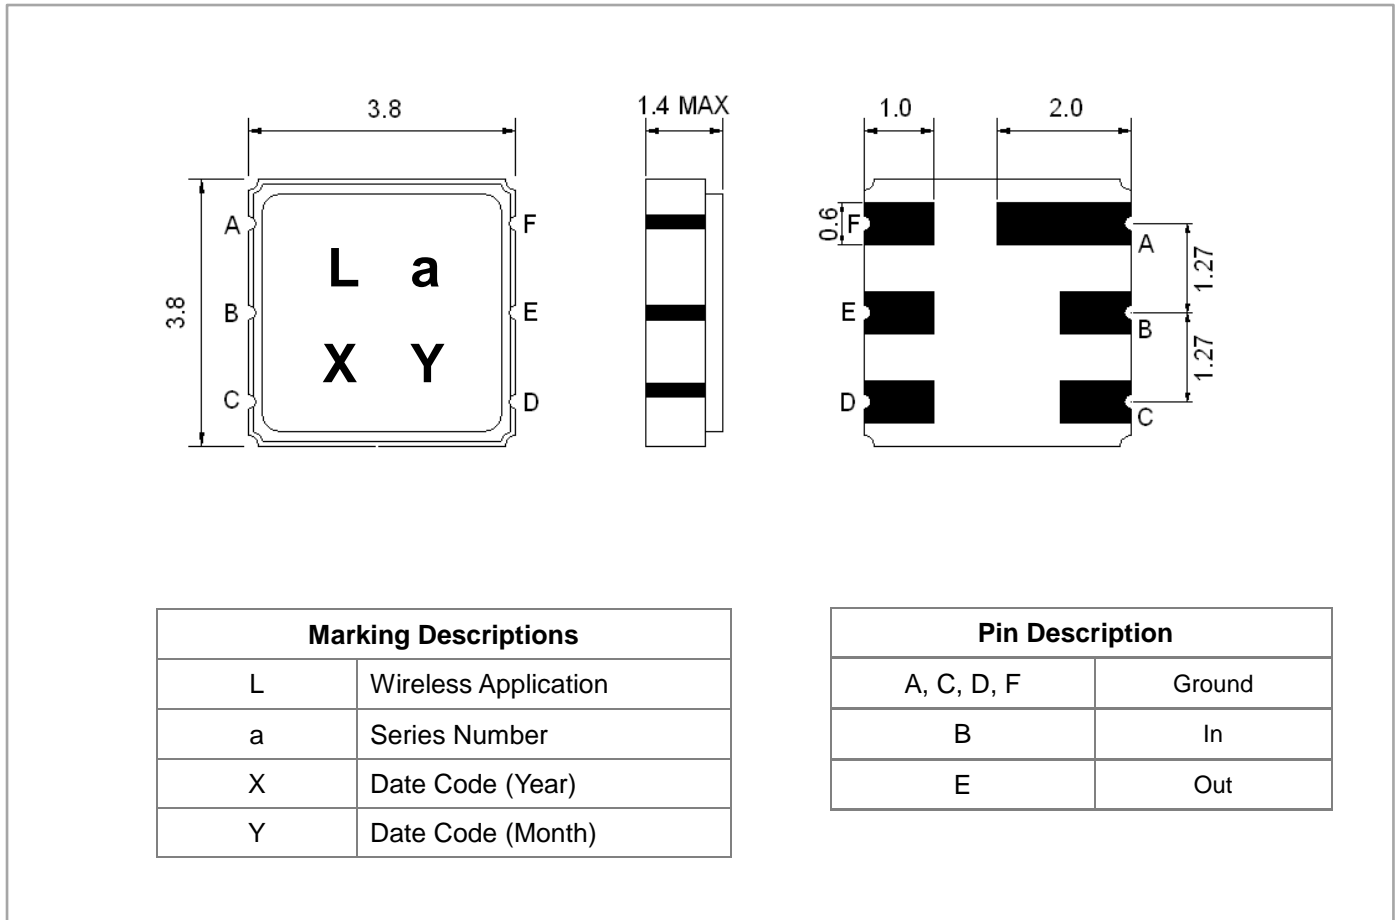 3.8
1.4 MAX
1.0
2.0
A
F
0.6
F
A
L a
1.27
3.8
B
E
E
B
X Y
1.27
C
D
D
C
Marking Descriptions
L Wireless Application
a Series Number
X Date Code (Year)
Y Date Code (Month)
Pin Description
A, C, D, F Ground
B In
E Out